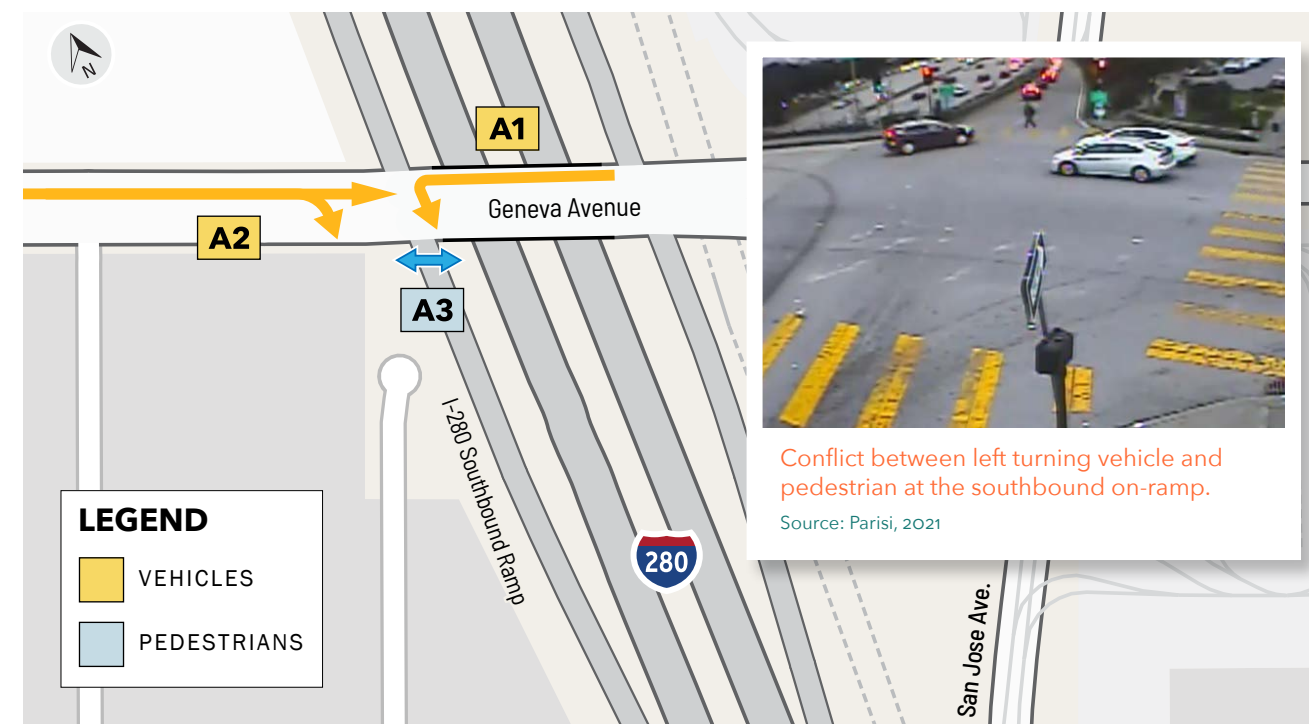 N
A1
Geneva Avenue
A2
A3
I-280 Southbound Ramp
280
San Jose Ave.
LEGEND
VEHICLES
PEDESTRIANS
Conflict between left turning vehicle and
pedestrian at the southbound on-ramp.
Source: Parisi, 2021